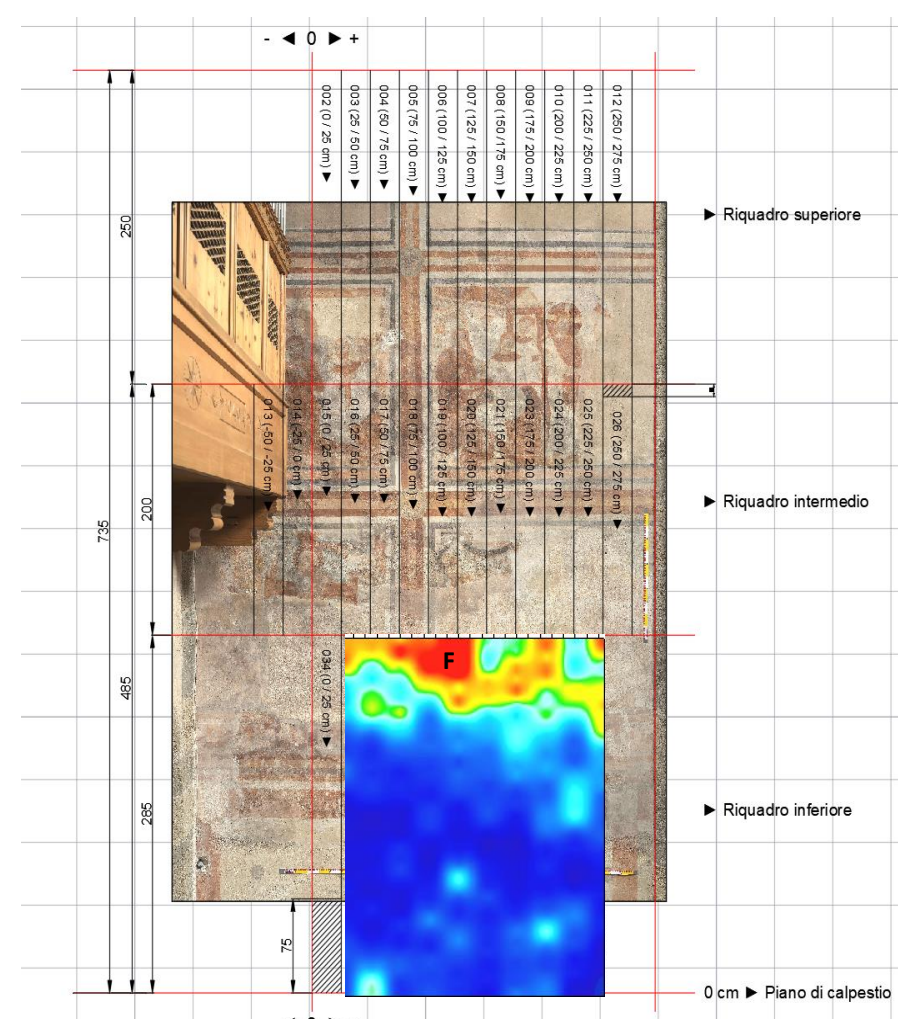 - ◄ 0 ► +
002 (0 / 25 cm) ►
003 (25 / 50 cm) ►
004 (50 / 75 cm) ►
005 (75 / 100 cm) ►
006 (100 / 125 cm) ►
007 (125 / 150 cm) ►
008 (150 /175 cm) ►
009 (175 / 200 cm) ►
010 (200 / 225 cm) ►
011 (225 / 250 cm) ►
012 (250 / 275 cm) ►
► Riquadro superiore
250
013 (-50 / -25 cm) ►
014 (-25 / 0 cm) ►
015 (0 / 25 cm) ►
016 (25 / 50 cm) ►
017 (50 / 75 cm) ►
018 (75 / 100 cm) ►
019 (100 / 125 cm) ►
020 (125 / 150 cm) ►
021 (150 /175 cm) ►
023 (175 / 200 cm) ►
024 (200 / 225 cm) ►
025 (225 / 250 cm) ►
026 (250 / 275 cm) ►
► Riquadro intermedio
735
200
485
034 (0 / 25 cm) ►
F
285
► Riquadro inferiore
75
0 cm ► Piano di calpestio